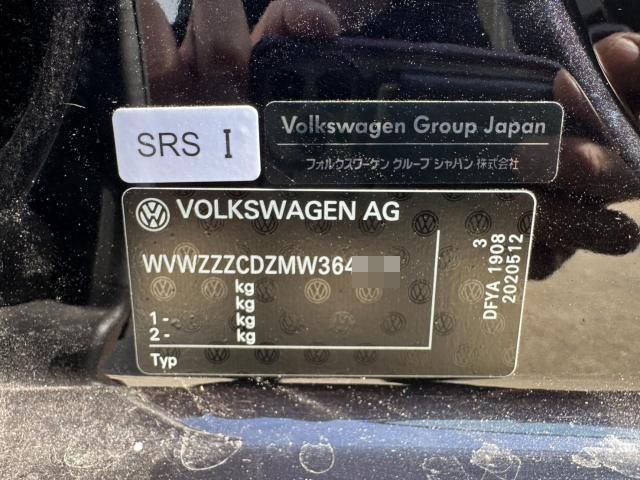 SRS I
Volkswagen Group Japan
フォルクスワーゲン グループ ジャパン 株式会社
VOLKSWAGEN AG
WVWZZZCDZMW364
kg
kg
1 - kg
2 - kg
Typ
3
DFYA 1908
2020512